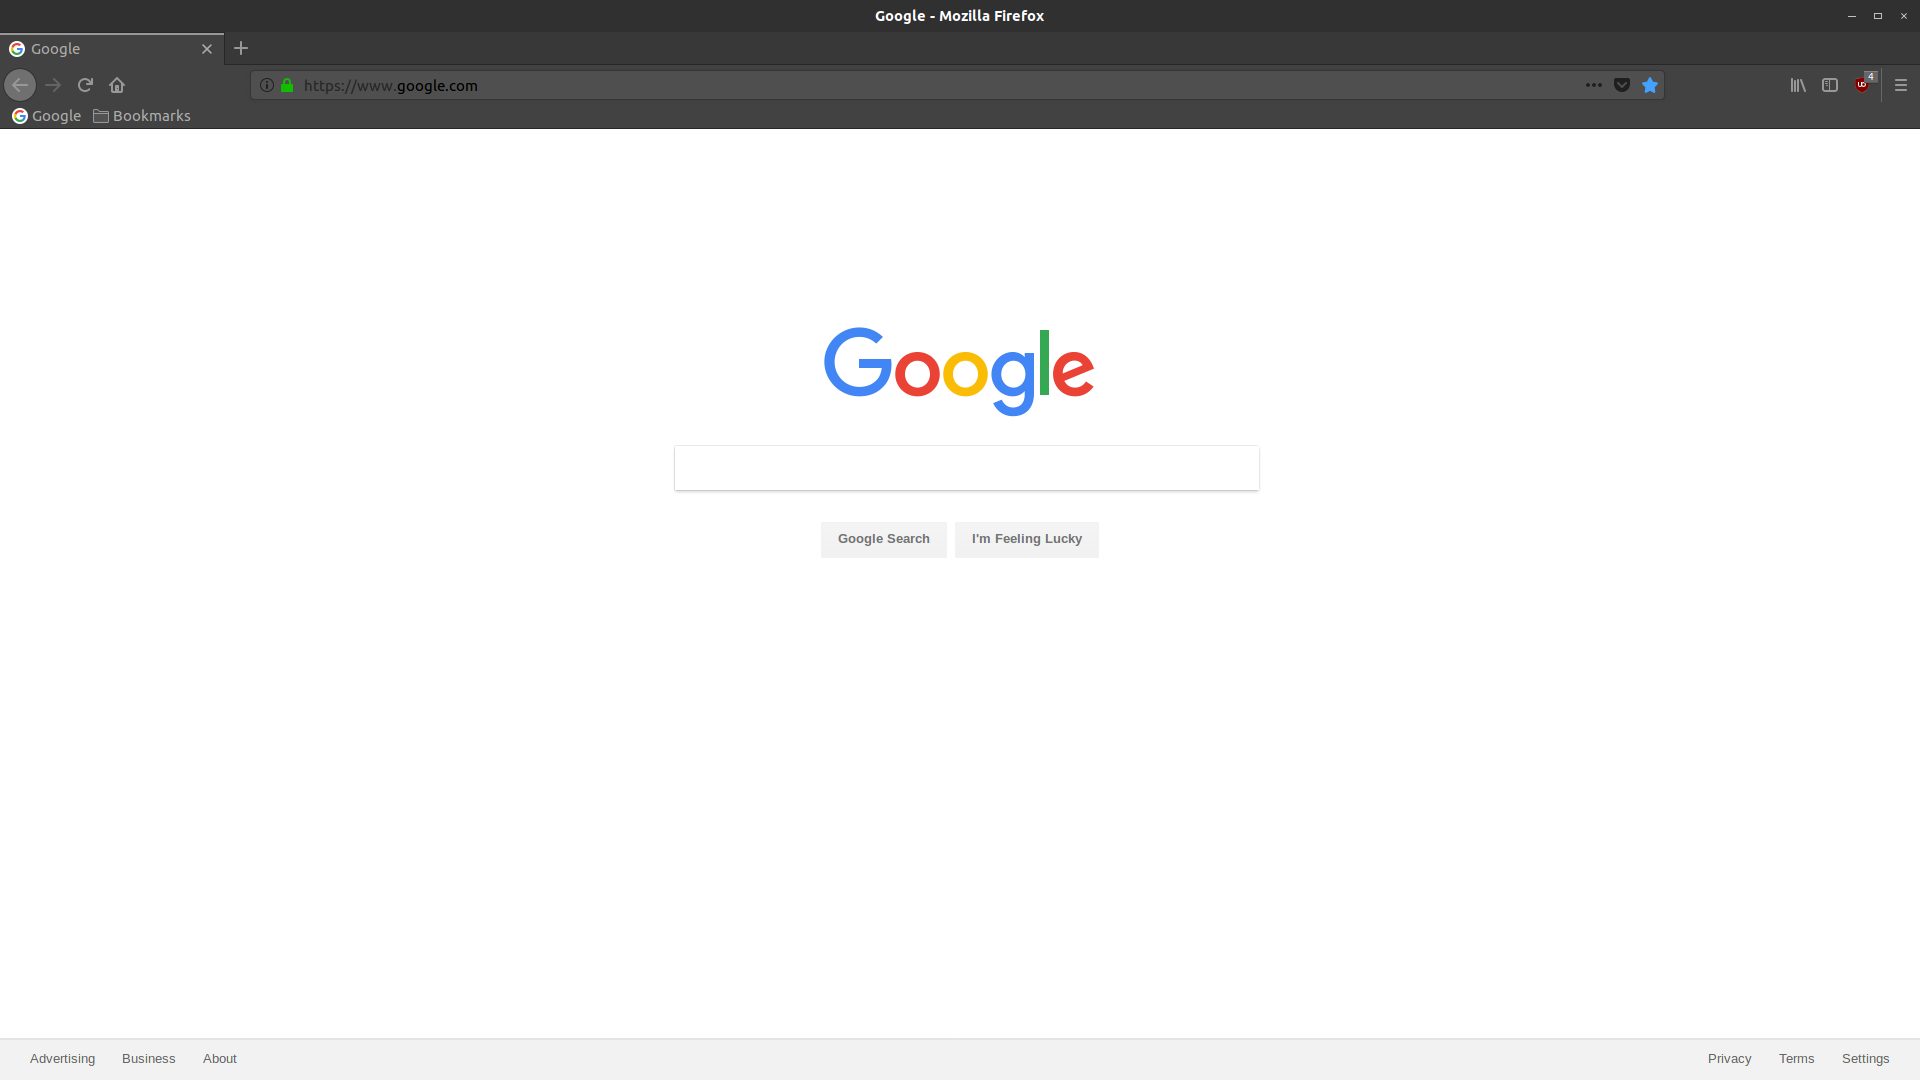 Google - Mozilla Firefox
Google
https://www.google.com
4
Google Bookmarks
Google
Google Search I'm Feeling Lucky
Advertising Business About Privacy Terms Settings